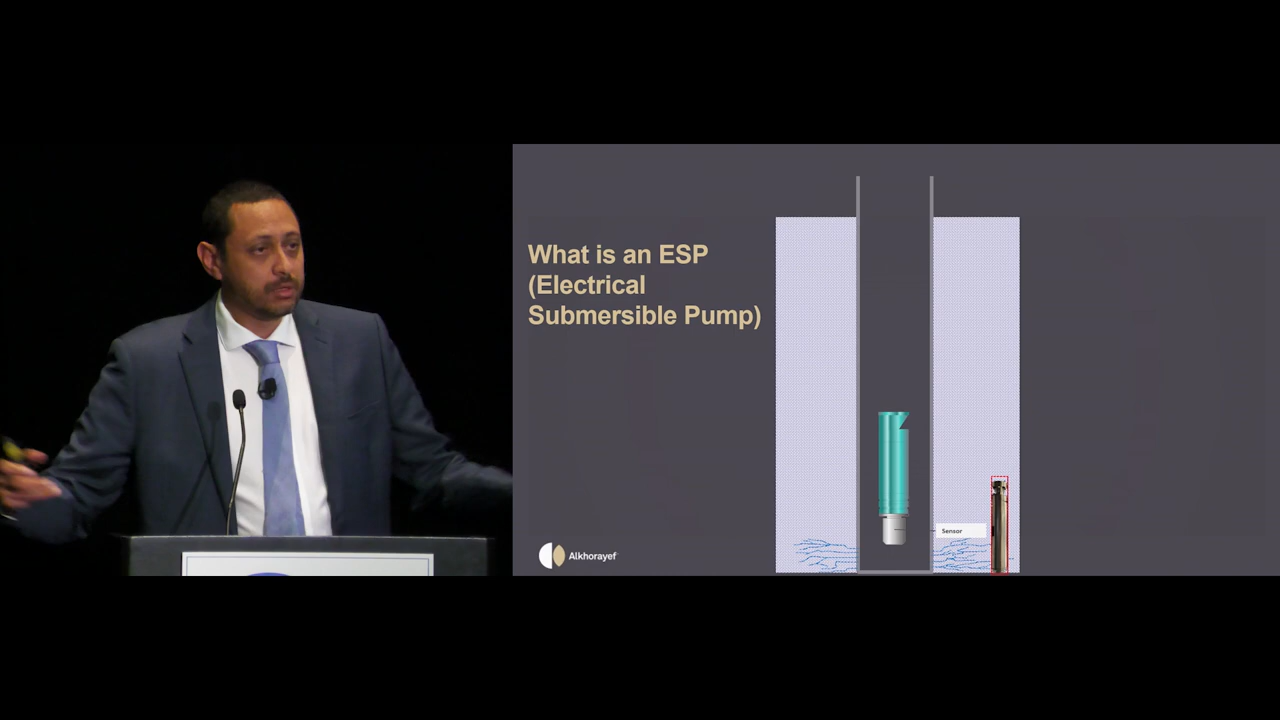 What is an ESP
(Electrical
Submersible Pump)
Sensor
Alkhorayef